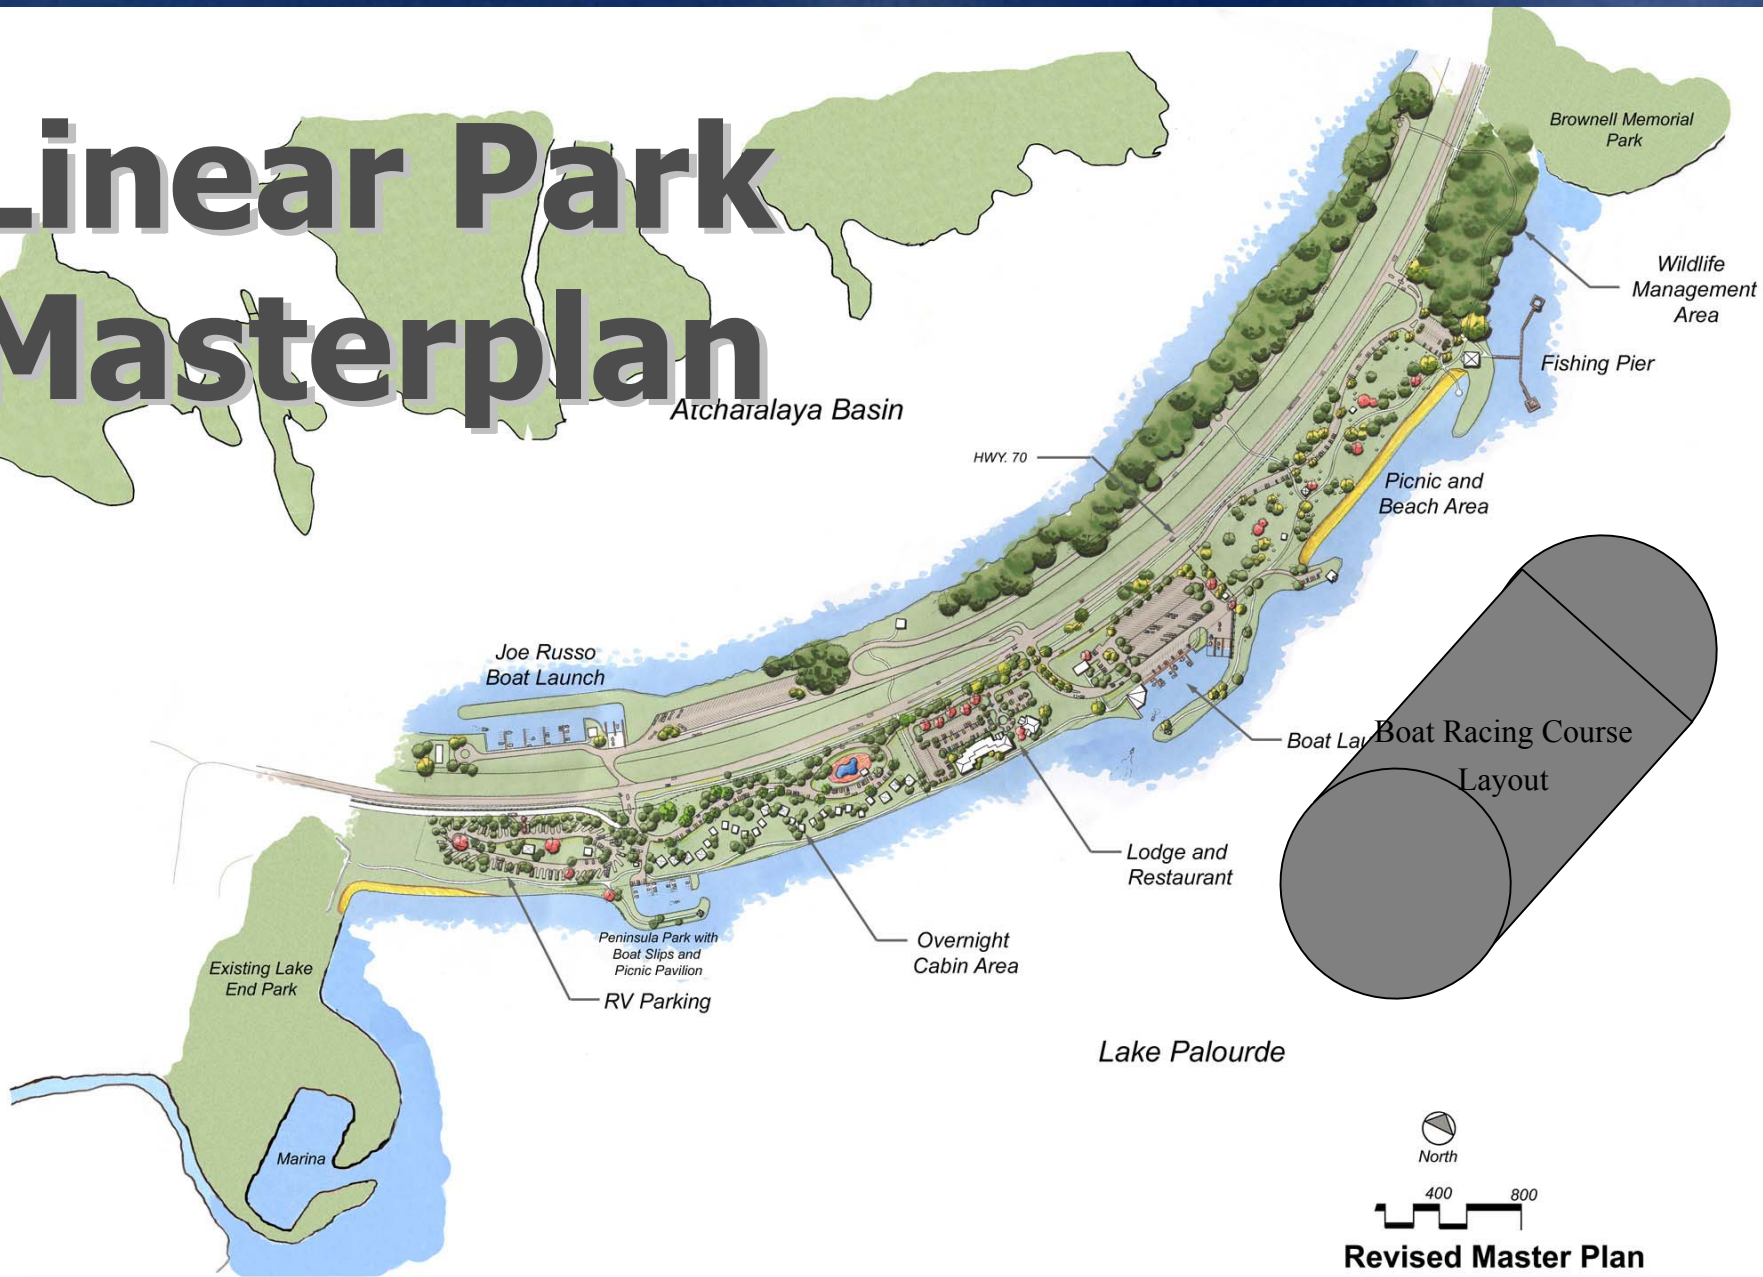 Linear Park
Masterplan
Brownell Memorial
Park
Wildlife
Management
Area
Fishing Pier
Atchafalaya Basin
HWY. 70
Picnic and
Beach Area
Joe Russo
Boat Launch
Boat Lau
Boat Racing Course
Layout
Lodge and
Restaurant
Overnight
Cabin Area
Peninsula Park with
Boat Slips and
Picnic Pavilion
RV Parking
Existing Lake
End Park
Lake Palourde
Marina
North
400 800
Revised Master Plan